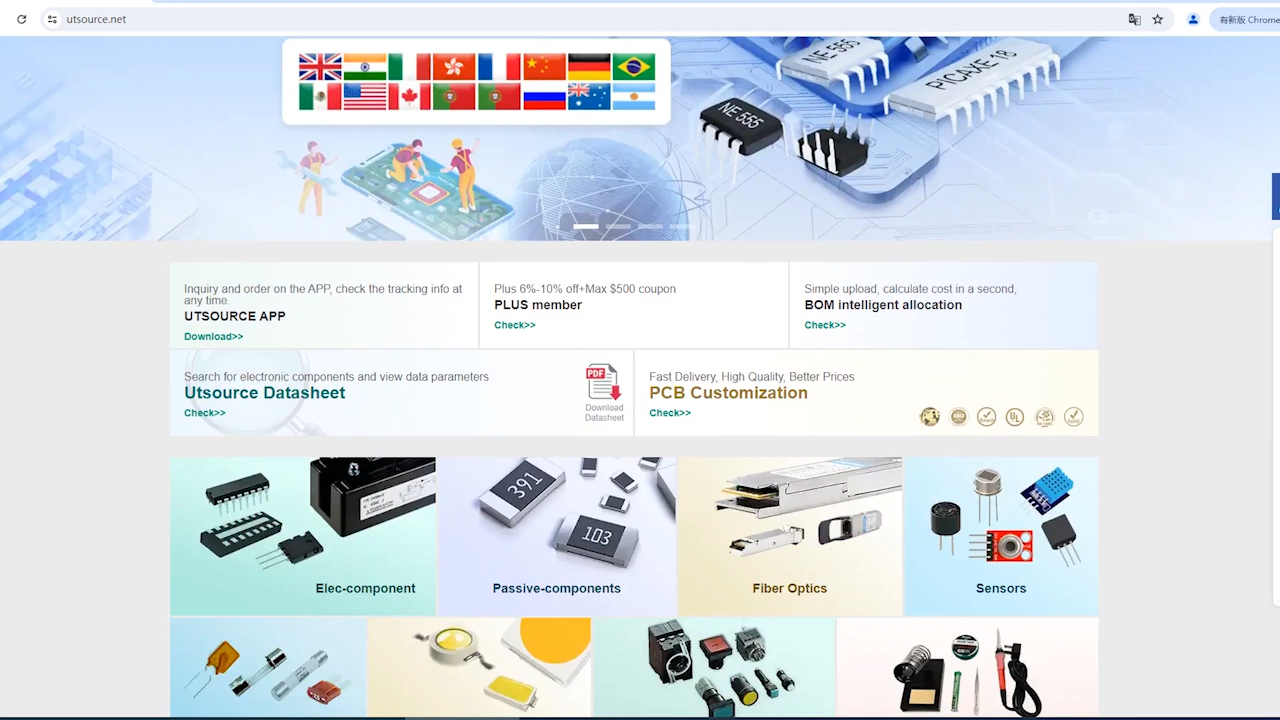 utsource.net
有新版 Chrome
NE 555
PICAXE-18
NE 555
Inquiry and order on the APP, check the tracking info at
any time.
UTSOURCE APP
Download>>
Plus 6%-10% off+Max $500 coupon
PLUS member
Check>>
Simple upload, calculate cost in a second,
BOM intelligent allocation
Check>>
Search for electronic components and view data parameters
Utsource Datasheet
Check>>
PDF
Download
Datasheet
Fast Delivery, High Quality, Better Prices
PCB Customization
Check>>
391
103
Elec-component
Passive-components
Fiber Optics
Sensors